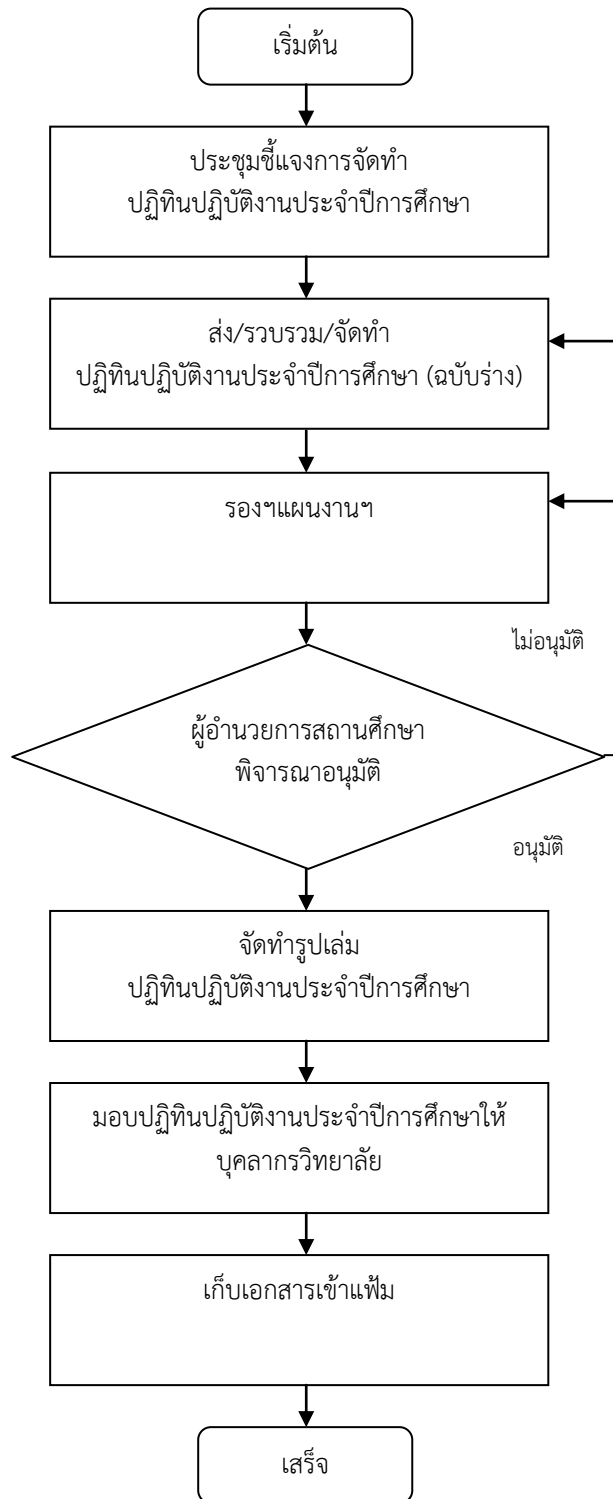 เริ่มต้น
ประชุมชี้แจงการจัดทำ
ปฏิทินปฏิบัติงานประจำปีการศึกษา
ส่ง/รวบรวม/จัดทำ
ปฏิทินปฏิบัติงานประจำปีการศึกษา (ฉบับร่าง)
รองฯแผนงานฯ
ไม่อนุมัติ
ผู้อำนวยการสถานศึกษา
พิจารณาอนุมัติ
อนุมัติ
จัดทำรูปเล่ม
ปฏิทินปฏิบัติงานประจำปีการศึกษา
มอบปฏิทินปฏิบัติงานประจำปีการศึกษาให้
บุคลากรวิทยาลัย
เก็บเอกสารเข้าแฟ้ม
เสร็จ